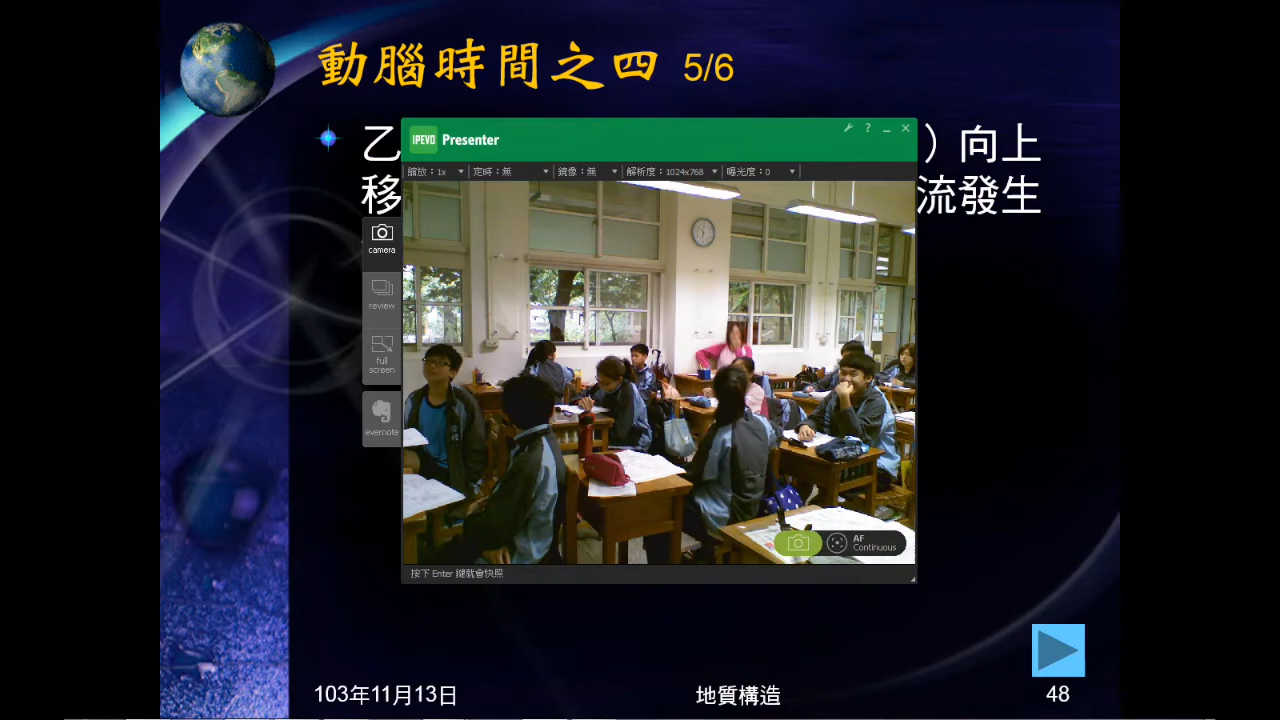 動腦時間之四 5/6
乙
）向上
移
流發生
IPEVO Presenter
縮放：1x 定時：無 鏡像：無 解析度：1024x768 曝光度：0
camera
review
full
screen
evernote
AF
Continuous
按下 Enter 鍵就會快照
103年11月13日 地質構造 48